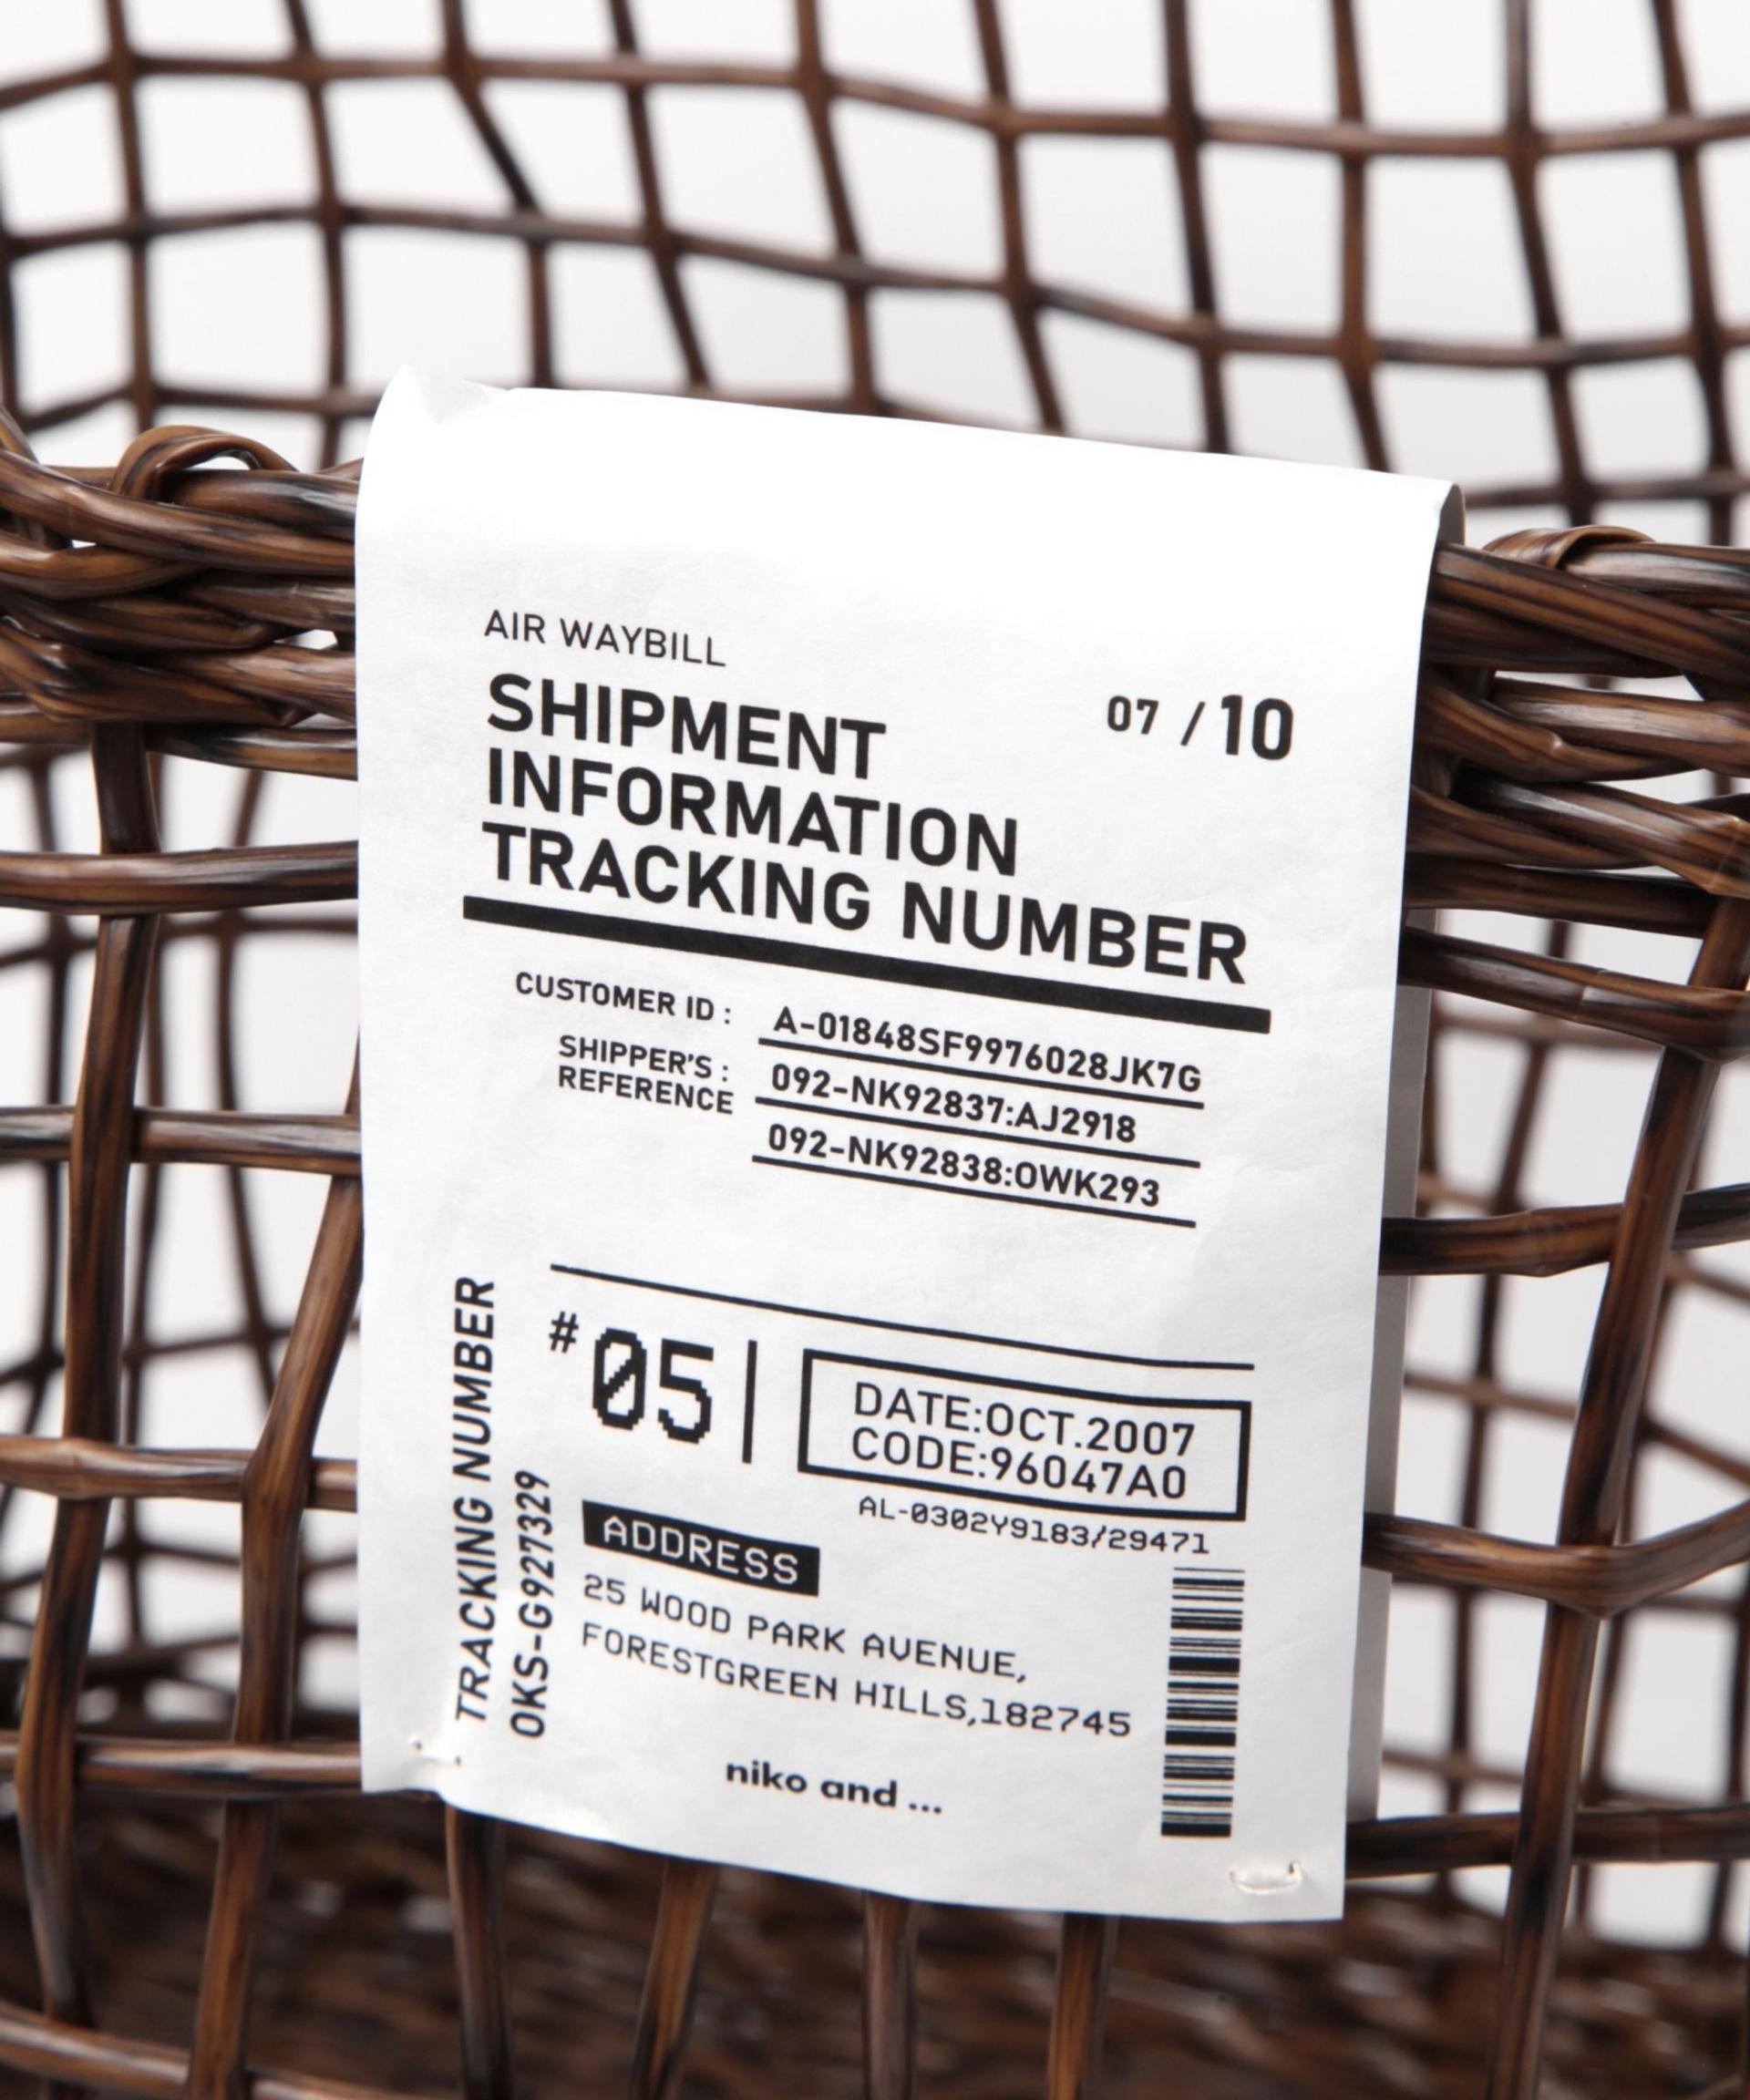 AIR WAYBILL
SHIPMENT
INFORMATION
TRACKING NUMBER
07 / 10
CUSTOMER ID : A-01848SF9976028JK7G
SHIPPER'S : 092-NK92837:AJ2918
REFERENCE
092-NK92838:OWK293
#05
DATE:OCT.2007
CODE:96047A0
AL-0302Y9183/29471
TRACKING NUMBER
OKS-G927329
ADDRESS
25 WOOD PARK AVENUE,
FORESTGREEN HILLS,182745
niko and ...